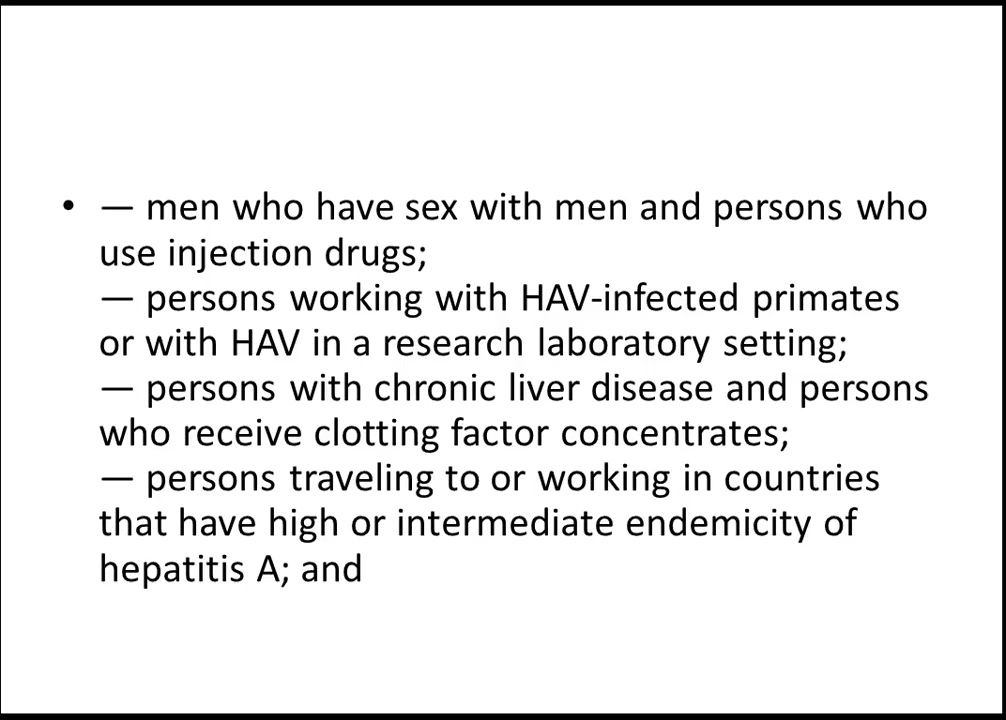 • — men who have sex with men and persons who
use injection drugs;
— persons working with HAV-infected primates
or with HAV in a research laboratory setting;
— persons with chronic liver disease and persons
who receive clotting factor concentrates;
— persons traveling to or working in countries
that have high or intermediate endemicity of
hepatitis A; and